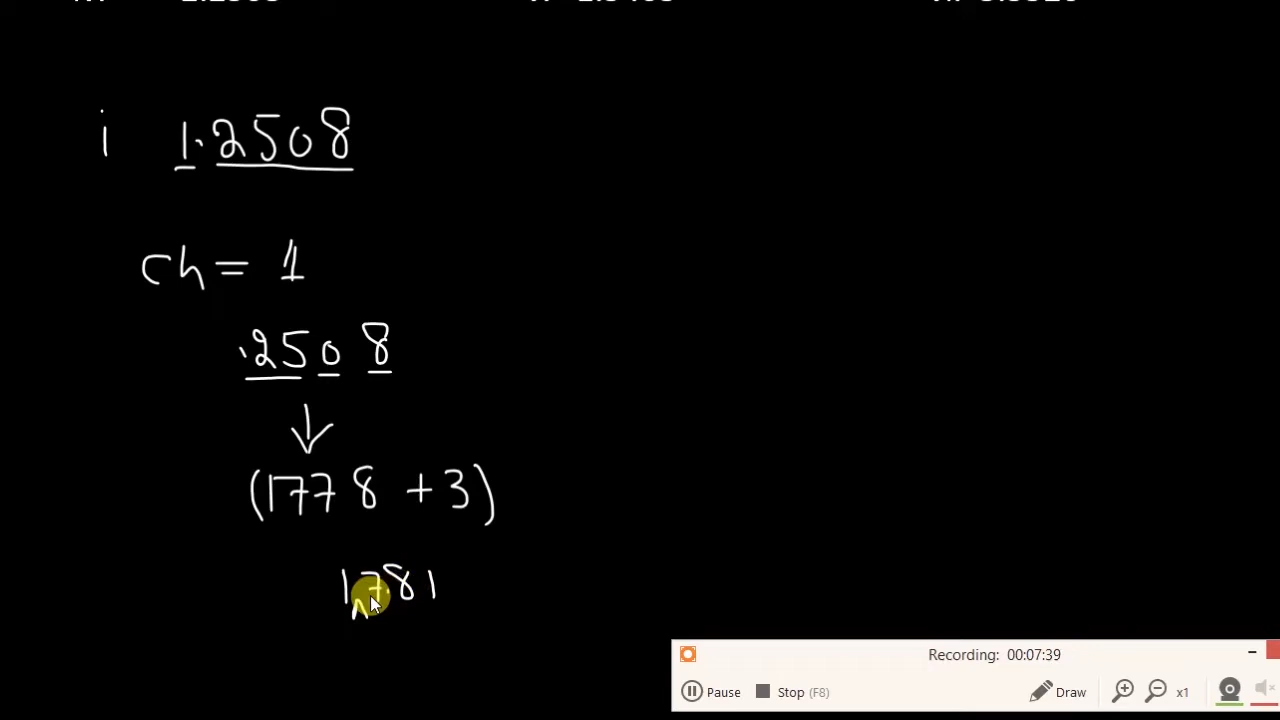 i 1.2508
ch = 1
.2508
(1778 + 3)
1781
Recording: 00:07:39
Pause Stop (F8) Draw x1